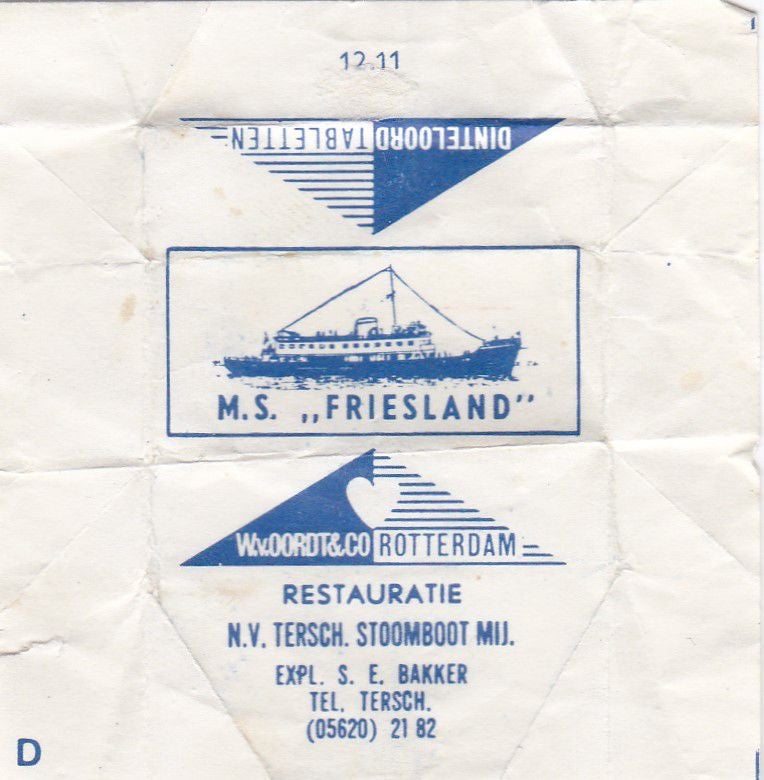 12.11
DINTELOORD TABLETTEN
M.S. ,,FRIESLAND''
W.v.OORDT&CO ROTTERDAM
RESTAURATIE
N.V. TERSCH. STOOMBOOT MIJ.
EXPL. S. E. BAKKER
TEL. TERSCH.
(05620) 21 82
D